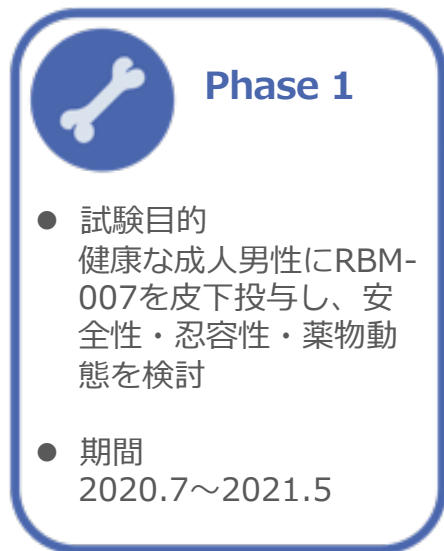 Phase 1
● 試験目的
健康な成人男性にRBM-
007を皮下投与し、安
全性・忍容性・薬物動
態を検討
● 期間
2020.7～2021.5